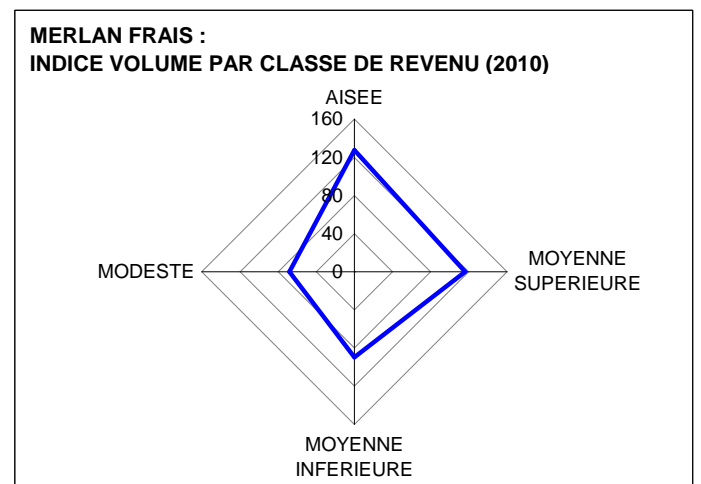 MERLAN FRAIS :
INDICE VOLUME PAR CLASSE DE REVENU (2010)
AISEE
160
120
80
40
0
MODESTE
MOYENNE
SUPERIEURE
MOYENNE
INFERIEURE